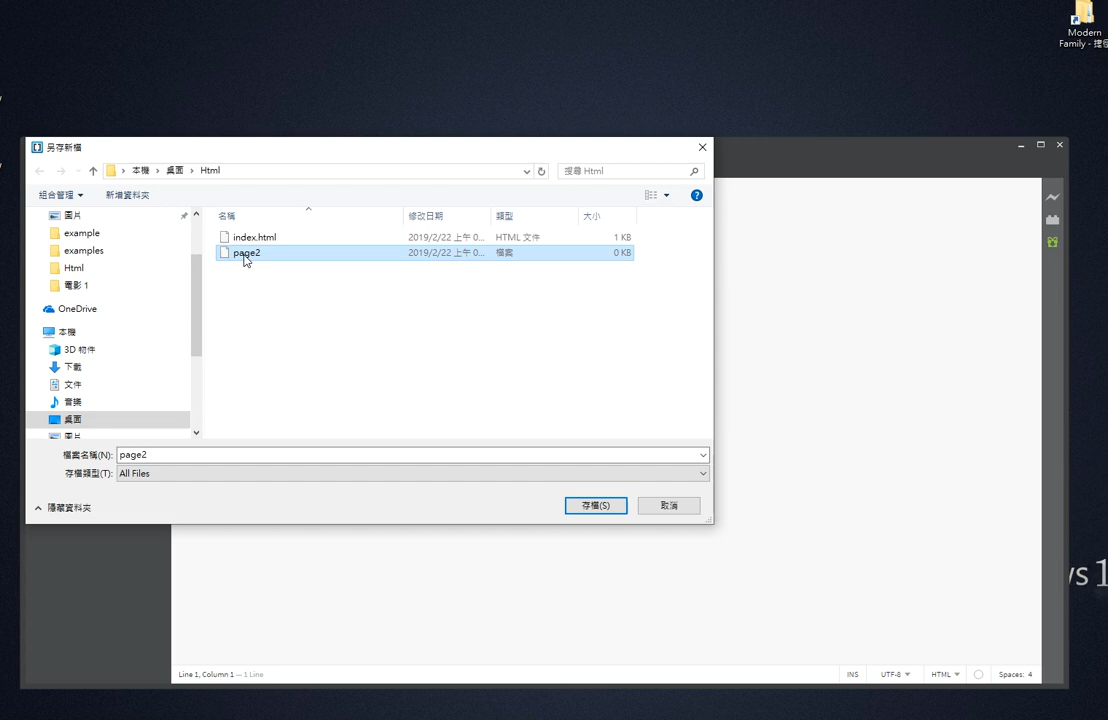 Modern
Family - 捷徑
另存新檔
本機 › 桌面 › Html
搜尋 Html
組合管理
新增資料夾
圖片
example
examples
Html
電影 1
OneDrive
本機
3D 物件
下載
文件
音樂
桌面
圖片
名稱 修改日期 類型 大小
index.html 2019/2/22 上午 0... HTML 文件 1 KB
page2 2019/2/22 上午 0... 檔案 0 KB
檔案名稱(N): page2
存檔類型(T): All Files
隱藏資料夾
存檔(S) 取消
Line 1, Column 1 — 1 Line
INS UTF-8 HTML Spaces: 4